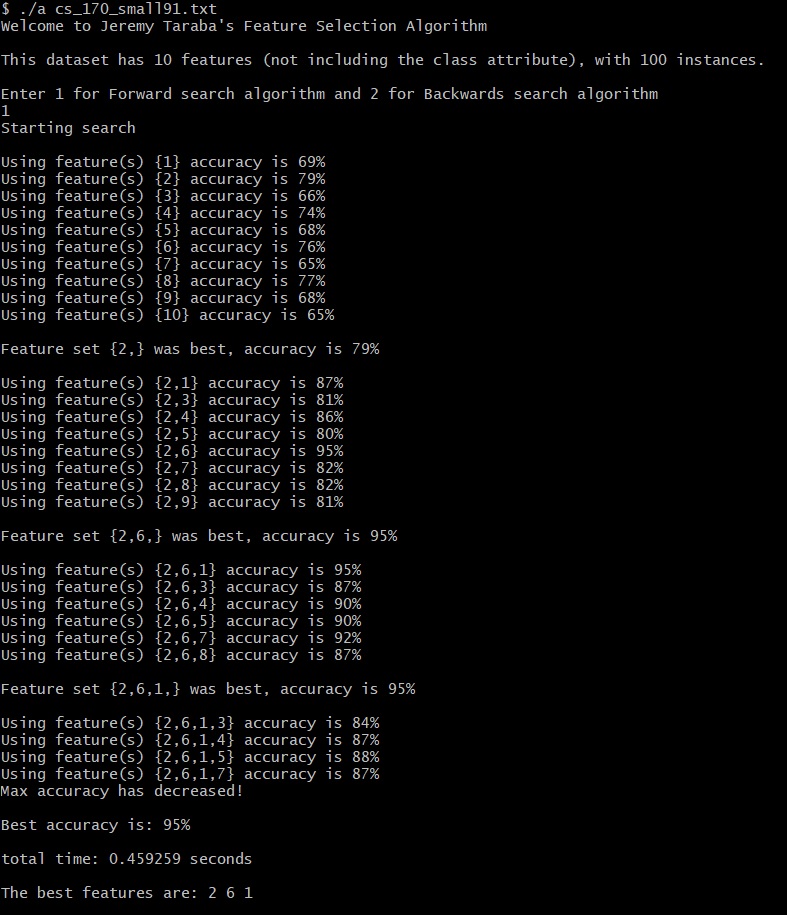 $ ./a cs_170_small91.txt
Welcome to Jeremy Taraba's Feature Selection Algorithm
This dataset has 10 features (not including the class attribute), with 100 instances.
Enter 1 for Forward search algorithm and 2 for Backwards search algorithm
1
Starting search
Using feature(s) {1} accuracy is 69%
Using feature(s) {2} accuracy is 79%
Using feature(s) {3} accuracy is 66%
Using feature(s) {4} accuracy is 74%
Using feature(s) {5} accuracy is 68%
Using feature(s) {6} accuracy is 76%
Using feature(s) {7} accuracy is 65%
Using feature(s) {8} accuracy is 77%
Using feature(s) {9} accuracy is 68%
Using feature(s) {10} accuracy is 65%
Feature set {2,} was best, accuracy is 79%
Using feature(s) {2,1} accuracy is 87%
Using feature(s) {2,3} accuracy is 81%
Using feature(s) {2,4} accuracy is 86%
Using feature(s) {2,5} accuracy is 80%
Using feature(s) {2,6} accuracy is 95%
Using feature(s) {2,7} accuracy is 82%
Using feature(s) {2,8} accuracy is 82%
Using feature(s) {2,9} accuracy is 81%
Feature set {2,6,} was best, accuracy is 95%
Using feature(s) {2,6,1} accuracy is 95%
Using feature(s) {2,6,3} accuracy is 87%
Using feature(s) {2,6,4} accuracy is 90%
Using feature(s) {2,6,5} accuracy is 90%
Using feature(s) {2,6,7} accuracy is 92%
Using feature(s) {2,6,8} accuracy is 87%
Feature set {2,6,1,} was best, accuracy is 95%
Using feature(s) {2,6,1,3} accuracy is 84%
Using feature(s) {2,6,1,4} accuracy is 87%
Using feature(s) {2,6,1,5} accuracy is 88%
Using feature(s) {2,6,1,7} accuracy is 87%
Max accuracy has decreased!
Best accuracy is: 95%
total time: 0.459259 seconds
The best features are: 2 6 1